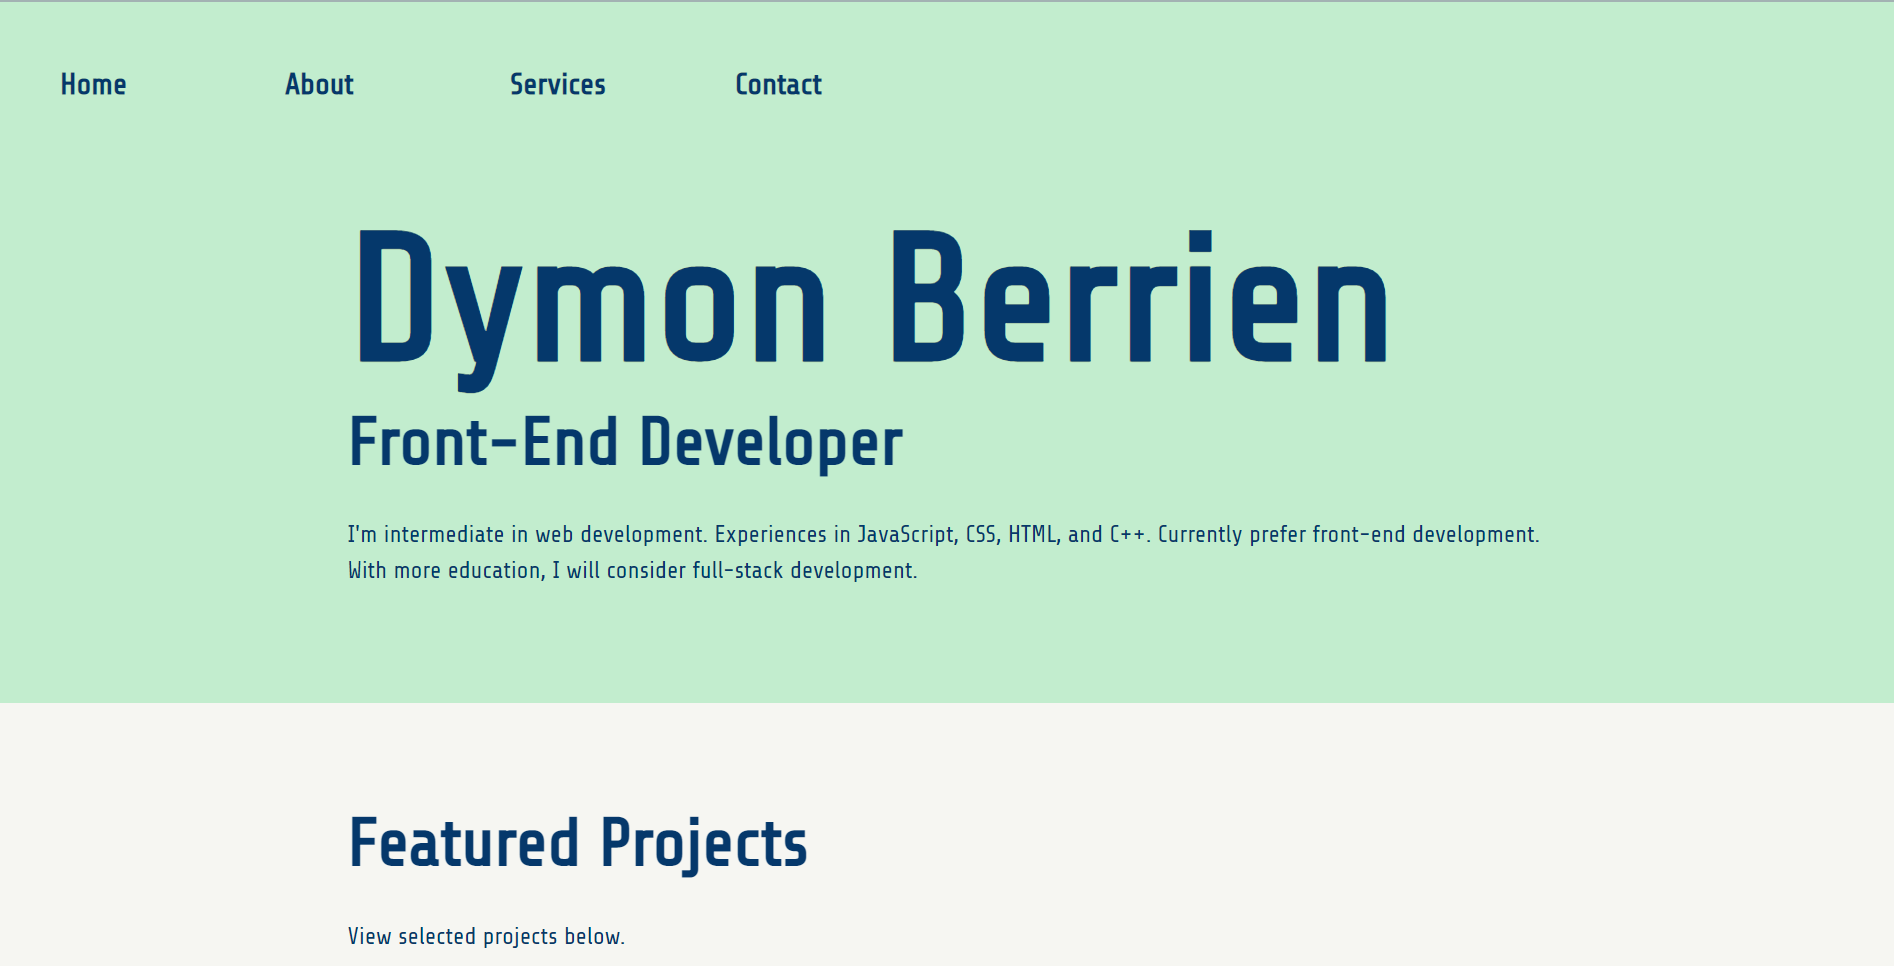 Home About Services Contact
Dymon Berrien
Front-End Developer
I'm intermediate in web development. Experiences in JavaScript, CSS, HTML, and C++. Currently prefer front-end development.
With more education, I will consider full-stack development.
Featured Projects
View selected projects below.